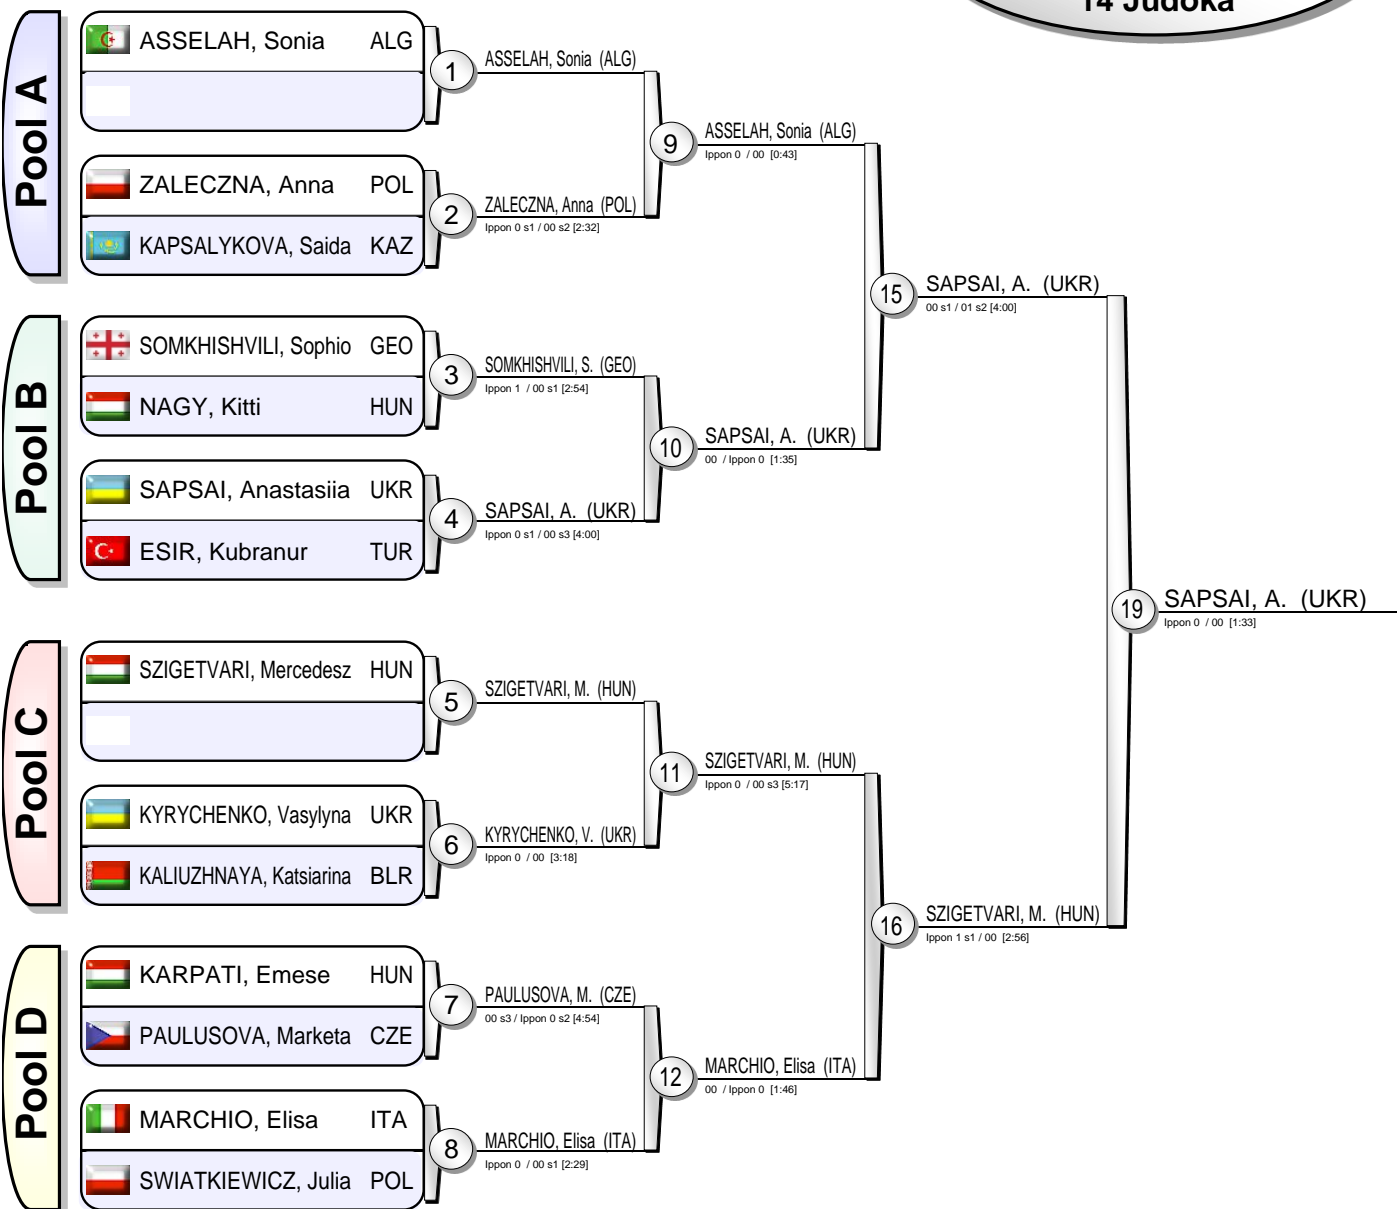 14 Judoka
Pool A
ASSELAH, Sonia ALG
ZALECZNA, Anna POL
KAPSALYKOVA, Saida KAZ
Pool B
SOMKHISHVILI, Sophio GEO
NAGY, Kitti HUN
SAPSAI, Anastasiia UKR
ESIR, Kubranur TUR
Pool C
SZIGETVARI, Mercedesz HUN
KYRYCHENKO, Vasylyna UKR
KALIUZHNAYA, Katsiarina BLR
Pool D
KARPATI, Emese HUN
PAULUSOVA, Marketa CZE
MARCHIO, Elisa ITA
SWIATKIEWICZ, Julia POL
1
ASSELAH, Sonia (ALG)
2
ZALECZNA, Anna (POL)
Ippon 0 s1 / 00 s2 [2:32]
3
SOMKHISHVILI, S. (GEO)
Ippon 1 / 00 s1 [2:54]
4
SAPSAI, A. (UKR)
Ippon 0 s1 / 00 s3 [4:00]
5
SZIGETVARI, M. (HUN)
6
KYRYCHENKO, V. (UKR)
Ippon 0 / 00 [3:18]
7
PAULUSOVA, M. (CZE)
00 s3 / Ippon 0 s2 [4:54]
8
MARCHIO, Elisa (ITA)
Ippon 0 / 00 s1 [2:29]
9
ASSELAH, Sonia (ALG)
Ippon 0 / 00 [0:43]
10
SAPSAI, A. (UKR)
00 / Ippon 0 [1:35]
11
SZIGETVARI, M. (HUN)
Ippon 0 / 00 s3 [5:17]
12
MARCHIO, Elisa (ITA)
00 / Ippon 0 [1:46]
15
SAPSAI, A. (UKR)
00 s1 / 01 s2 [4:00]
16
SZIGETVARI, M. (HUN)
Ippon 1 s1 / 00 [2:56]
19
SAPSAI, A. (UKR)
Ippon 0 / 00 [1:33]